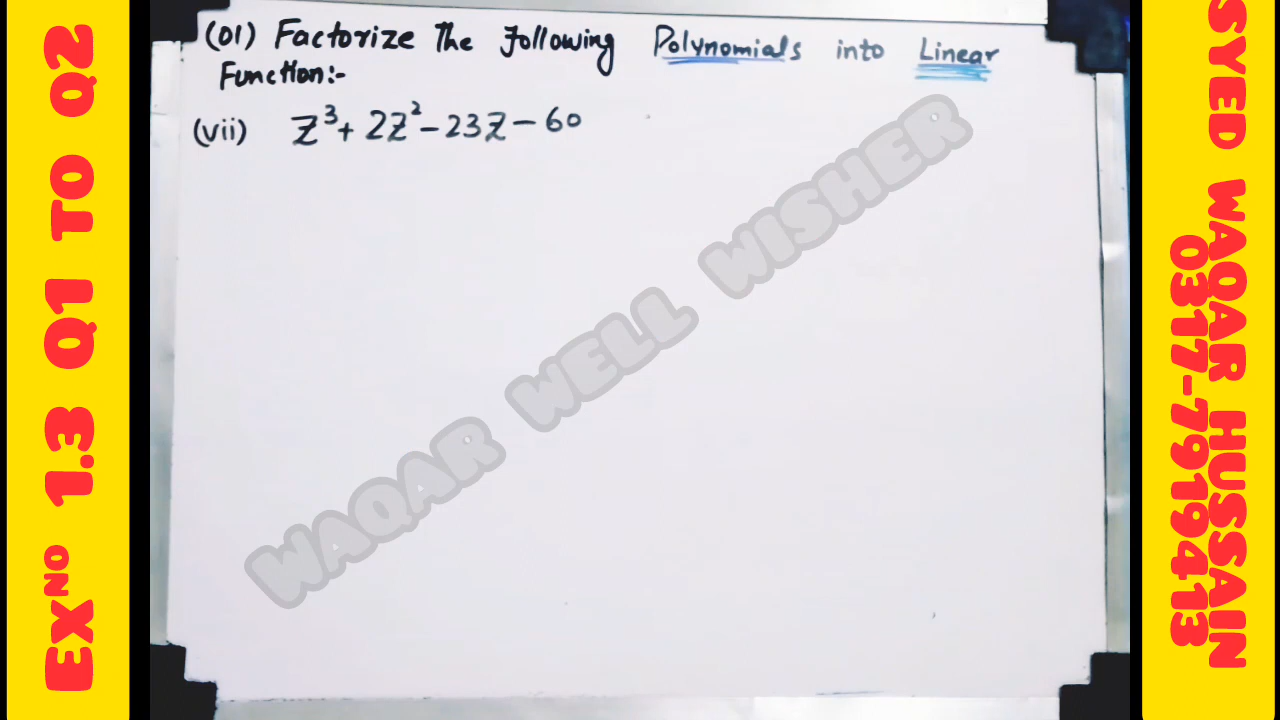 EXNO 1.3 Q1 TO Q2
(01) Factorize The Following Polynomials into Linear
Function:-
(vii) Z³ + 2Z² - 23Z - 60
WAQAR WELL WISHER
SYED WAQAR HUSSAIN
0317-7919413